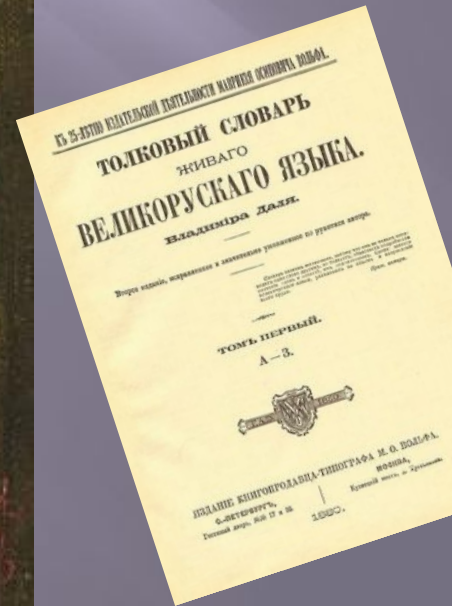 КЪ 25-ЛѢТІЮ ИЗДАТЕЛЬСКОЙ ДѢЯТЕЛЬНОСТИ МАВРИКІЯ ОСИПОВИЧА ВОЛЬФА.
ТОЛКОВЫЙ СЛОВАРЬ
ЖИВАГО
ВЕЛИКОРУСКАГО ЯЗЫКА.
Владиміра Даля.
Второе изданіе, исправленное и значительно умноженное по рукописи автора.
ТОМЪ ПЕРВЫЙ.
А—З.
ИЗДАНІЕ КНИГОПРОДАВЦА-ТИПОГРАФА М. О. ВОЛЬФА.
С.-ПЕТЕРБУРГЪ,
МОСКВА,
Гостиный дворъ, №№ 17 и 18.
Кузнецкій мостъ, д.
1880.